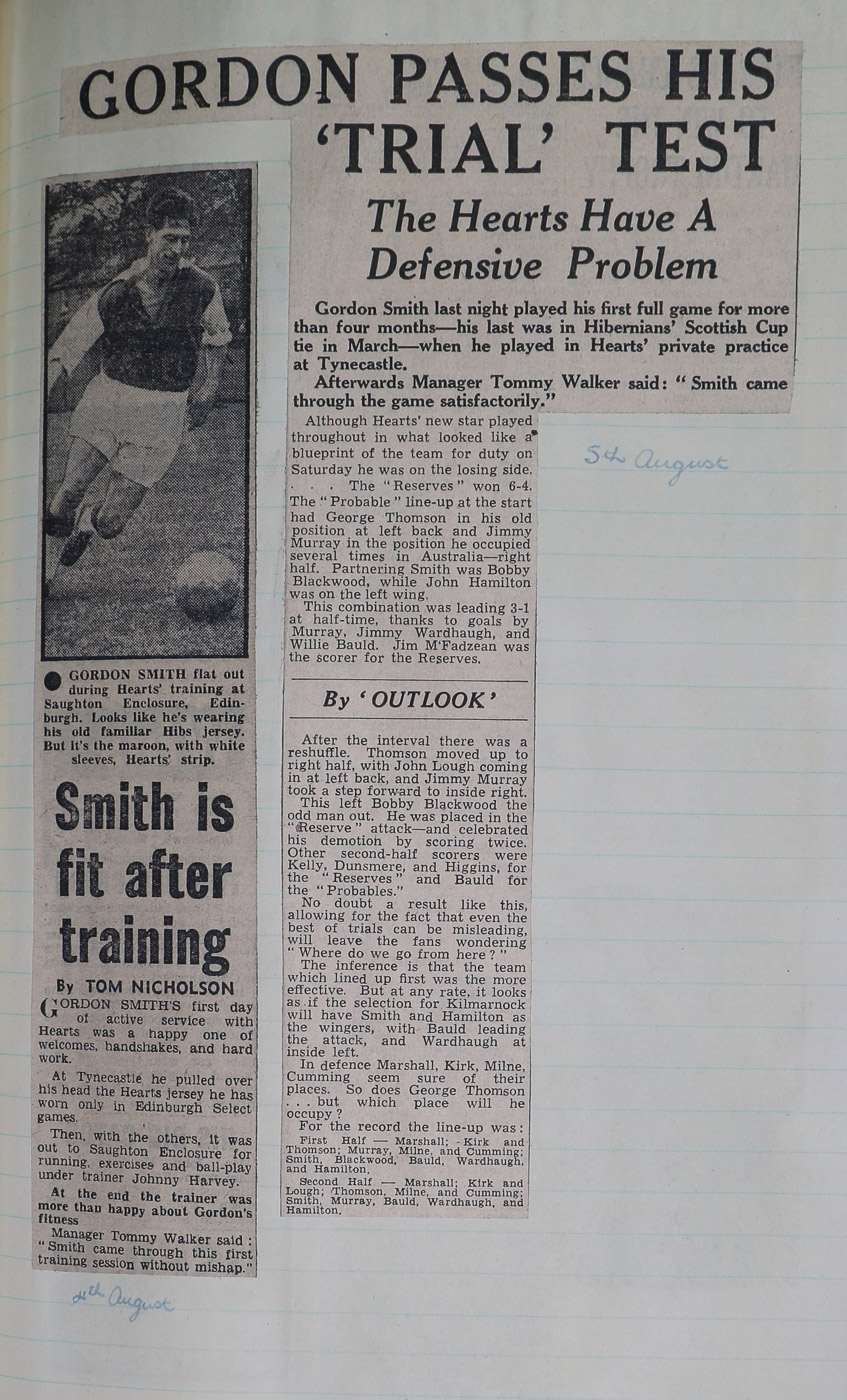 GORDON PASSES HIS
‘TRIAL’ TEST
The Hearts Have A
Defensive Problem
Gordon Smith last night played his first full game for more
than four months—his last was in Hibernians’ Scottish Cup
tie in March—when he played in Hearts’ private practice
at Tynecastle.
Afterwards Manager Tommy Walker said: “ Smith came
through the game satisfactorily.”
Although Hearts’ new star played
throughout in what looked like a
blueprint of the team for duty on
Saturday he was on the losing side.
. . . The “Reserves” won 6-4.
The “Probable” line-up at the start
had George Thomson in his old
position at left back and Jimmy
Murray in the position he occupied
several times in Australia—right
half. Partnering Smith was Bobby
Blackwood, while John Hamilton
was on the left wing.
This combination was leading 3-1
at half-time, thanks to goals by
Murray, Jimmy Wardhaugh, and
Willie Bauld. Jim M‘Fadzean was
the scorer for the Reserves.
By ‘OUTLOOK’
After the interval there was a
reshuffle. Thomson moved up to
right half, with John Lough coming
in at left back, and Jimmy Murray
took a step forward to inside right.
This left Bobby Blackwood the
odd man out. He was placed in the
“Reserve” attack—and celebrated
his demotion by scoring twice.
Other second-half scorers were
Kelly, Dunsmere, and Higgins, for
the “Reserves” and Bauld for
the “Probables.”
No doubt a result like this,
allowing for the fact that even the
best of trials can be misleading,
will leave the fans wondering
“Where do we go from here?”
The inference is that the team
which lined up first was the more
effective. But at any rate, it looks
as if the selection for Kilmarnock
will have Smith and Hamilton as
the wingers, with Bauld leading
the attack, and Wardhaugh at
inside left.
In defence Marshall, Kirk, Milne,
Cumming seem sure of their
places. So does George Thomson
. . . but which place will he
occupy?
For the record the line-up was:
First Half — Marshall; Kirk and
Thomson; Murray, Milne, and Cumming;
Smith, Blackwood, Bauld, Wardhaugh,
and Hamilton.
Second Half — Marshall; Kirk and
Lough; Thomson, Milne, and Cumming;
Smith, Murray, Bauld, Wardhaugh, and
Hamilton.
5th August
● GORDON SMITH flat out
during Hearts’ training at
Saughton Enclosure, Edin-
burgh. Looks like he’s wearing
his old familiar Hibs jersey.
But it’s the maroon, with white
sleeves, Hearts’ strip.
Smith is
fit after
training
By TOM NICHOLSON
GORDON SMITH’S first day
of active service with
Hearts was a happy one of
welcomes, handshakes, and hard
work.
At Tynecastle he pulled over
his head the Hearts jersey he has
worn only in Edinburgh Select
games.
Then, with the others, it was
out to Saughton Enclosure for
running, exercises and ball-play
under trainer Johnny Harvey.
At the end the trainer was
more than happy about Gordon’s
fitness
Manager Tommy Walker said:
“Smith came through this first
training session without mishap.”
4th August